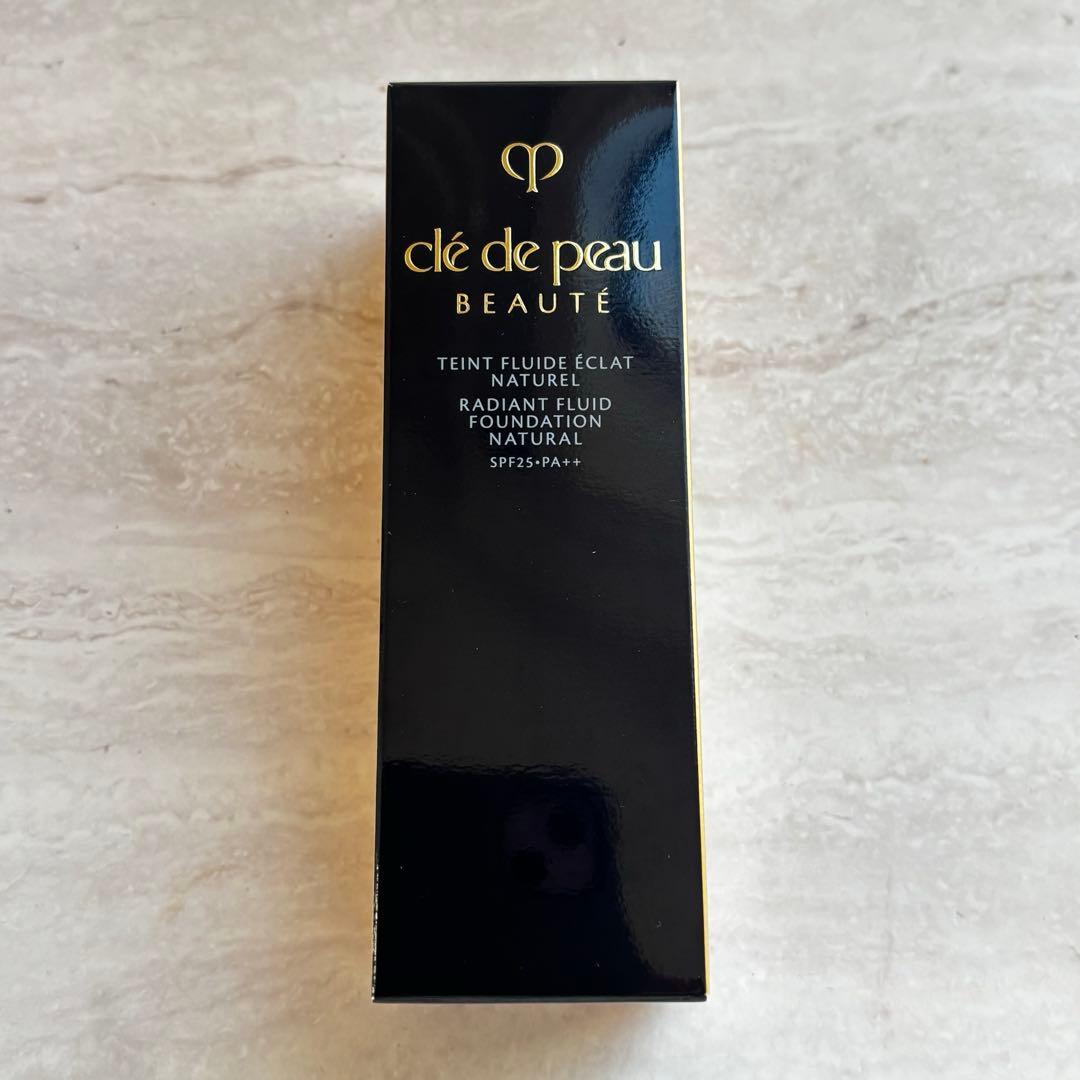 clé de peau
BEAUTÉ
TEINT FLUIDE ÉCLAT
NATUREL
RADIANT FLUID
FOUNDATION
NATURAL
SPF25•PA++